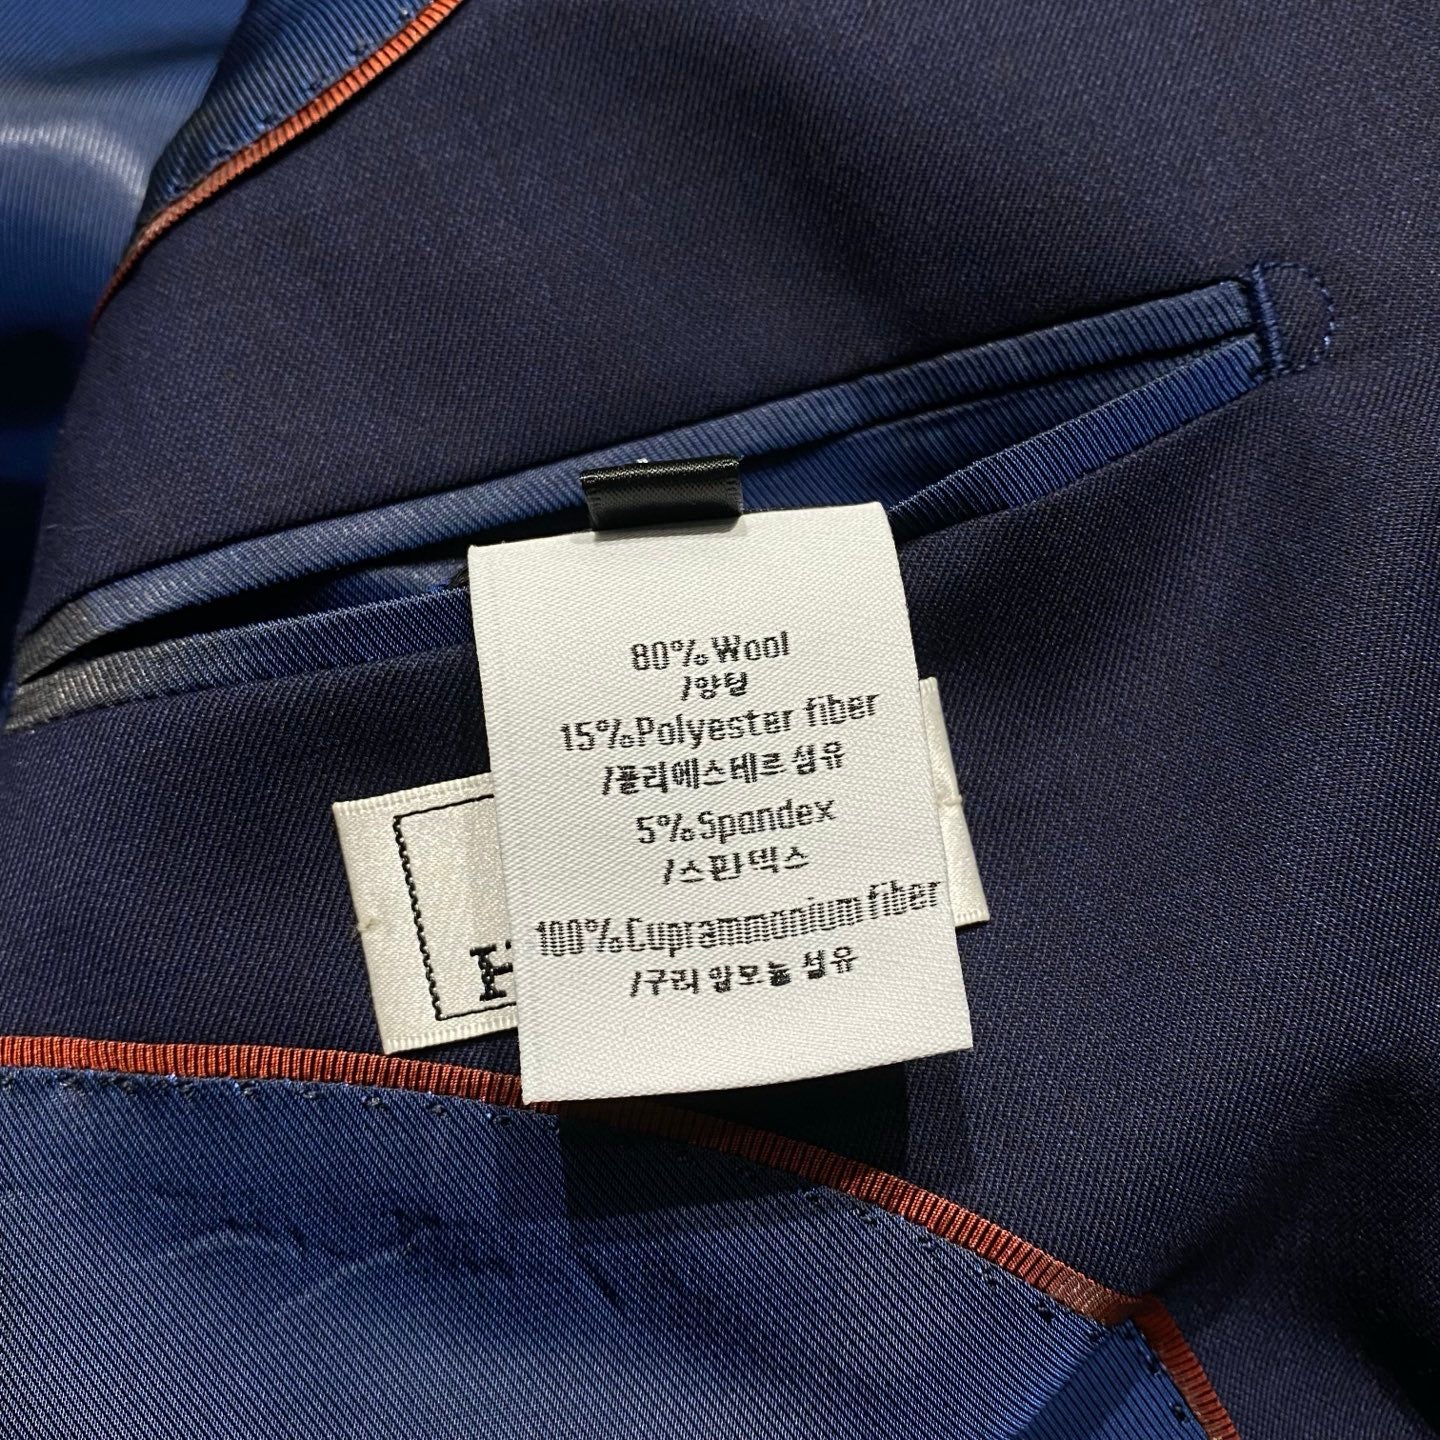 80%Wool
/양털
15%Polyester fiber
/폴리에스테르 섬유
5%Spandex
/스판덱스
100%Cuprammonium fiber
/구리 암모늄 섬유